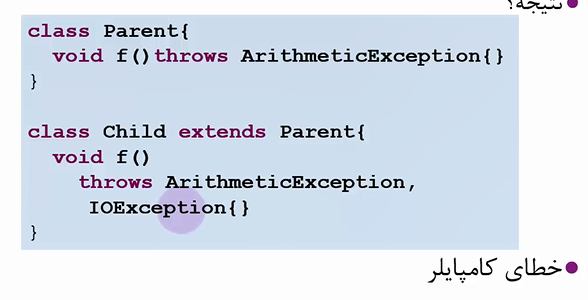 نتیجه؟
class Parent{
void f()throws ArithmeticException{}
}
class Child extends Parent{
void f()
throws ArithmeticException,
IOException{}
}
خطای کامپایلر